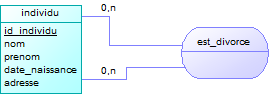 individu
0,n
id_individu
nom
prenom
date_naissance
adresse
0,n
est_divorce